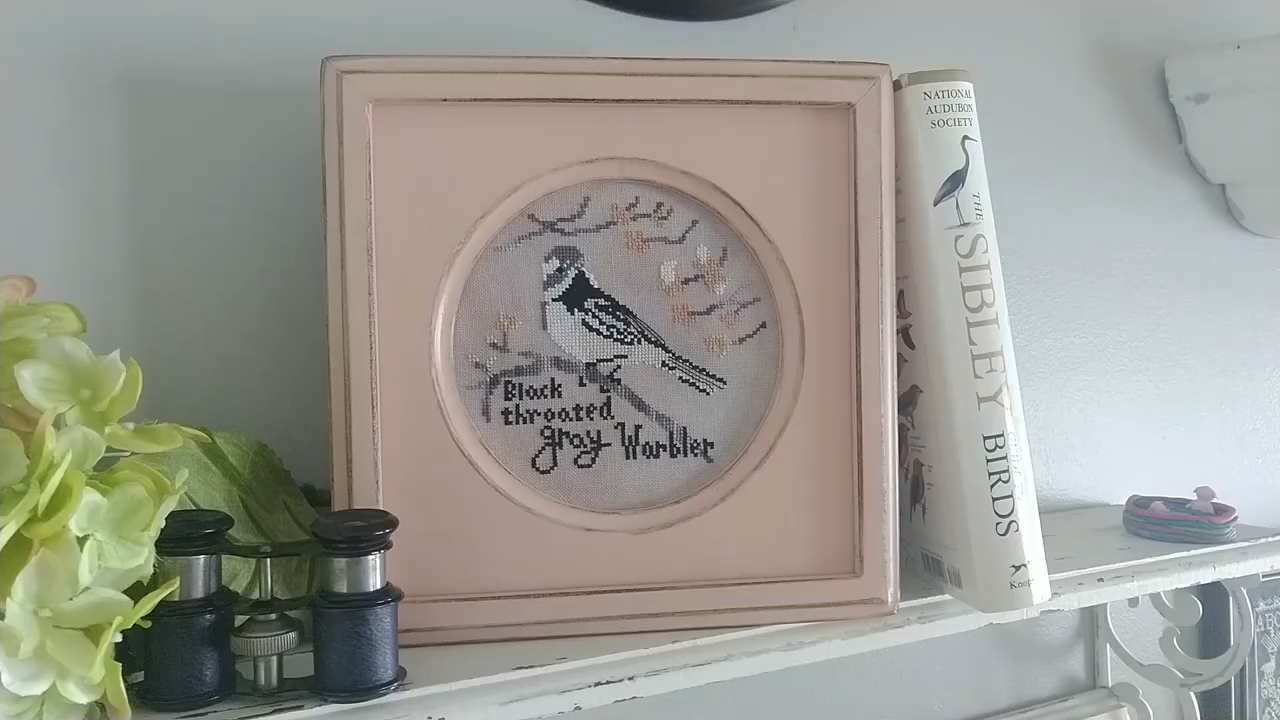 Black
throated
gray Warbler
NATIONAL
AUDUBON
SOCIETY
THE
SIBLEY
BIRDS